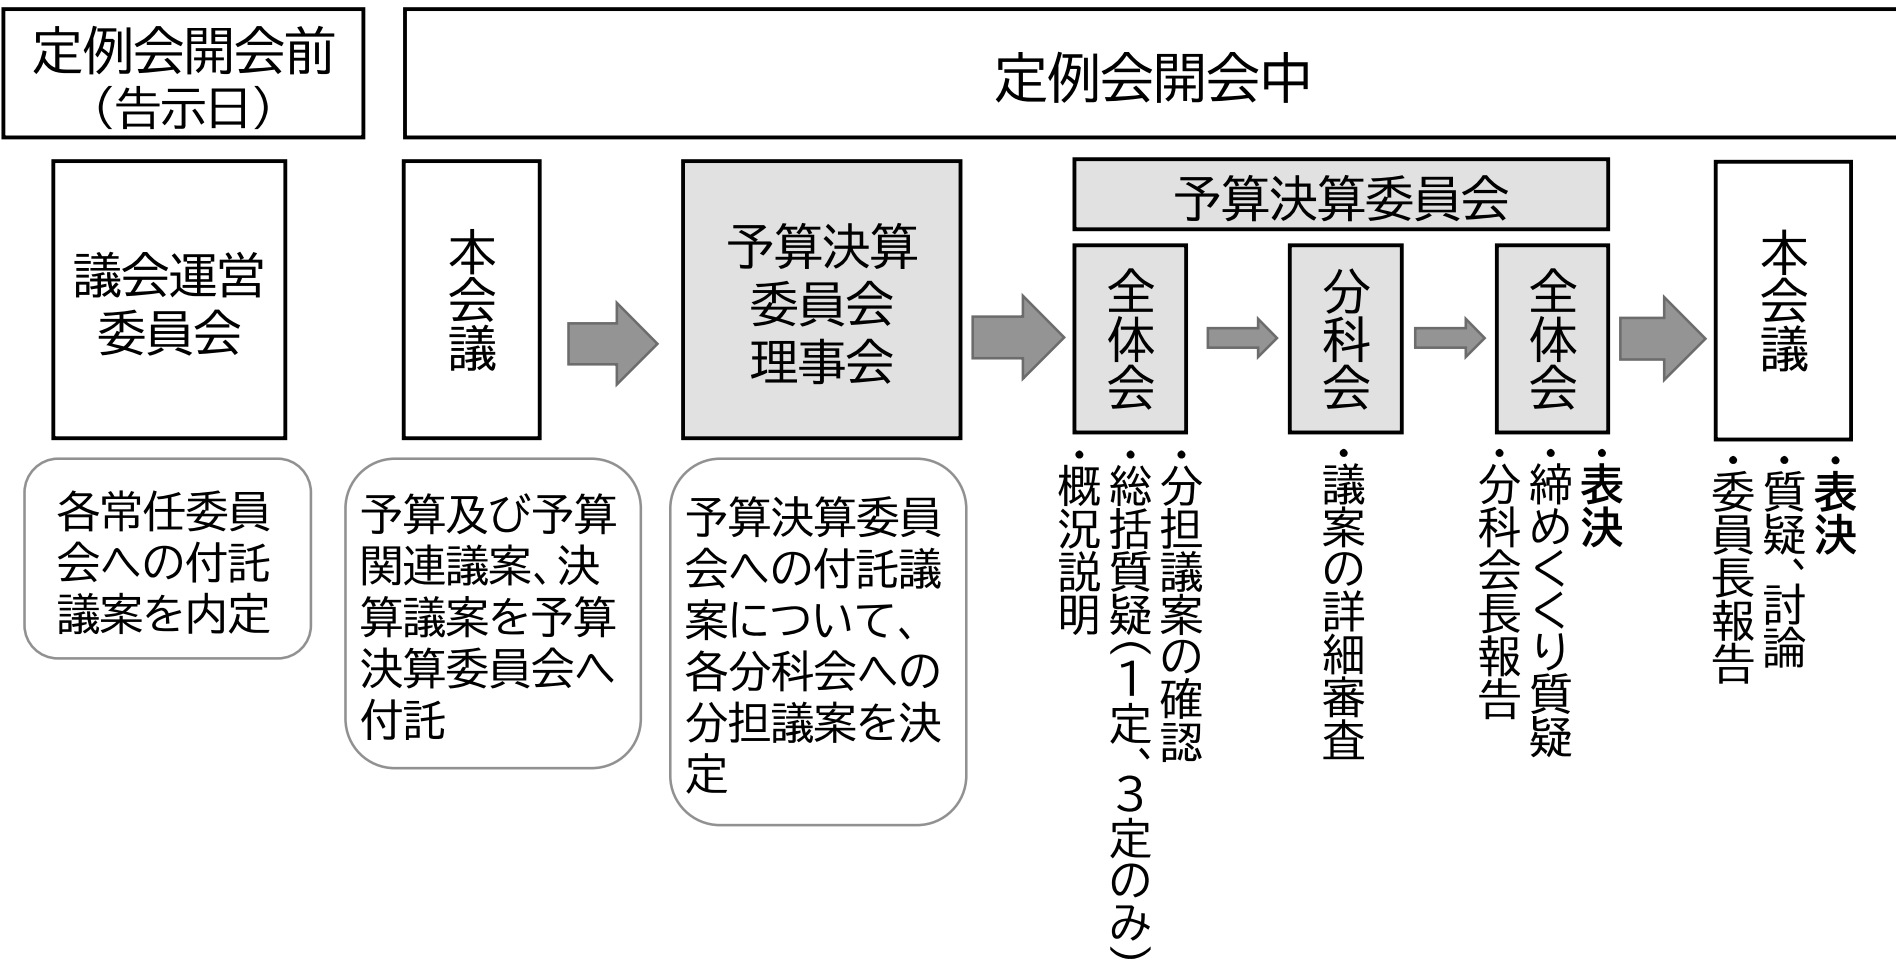 定例会開会前
（告示日）
定例会開会中
議会運営
委員会
本会議
予算決算
委員会
理事会
予算決算委員会
全体会
分科会
全体会
本会議
各常任委員
会への付託
議案を内定
予算及び予算
関連議案、決
算議案を予算
決算委員会へ
付託
予算決算委員
会への付託議
案について、
各分科会への
分担議案を決
定
・分担議案の確認
・総括質疑（１定、３定のみ）
・概況説明
・議案の詳細審査
・表決
・締めくくり質疑
・分科会長報告
・表決
・質疑、討論
・委員長報告